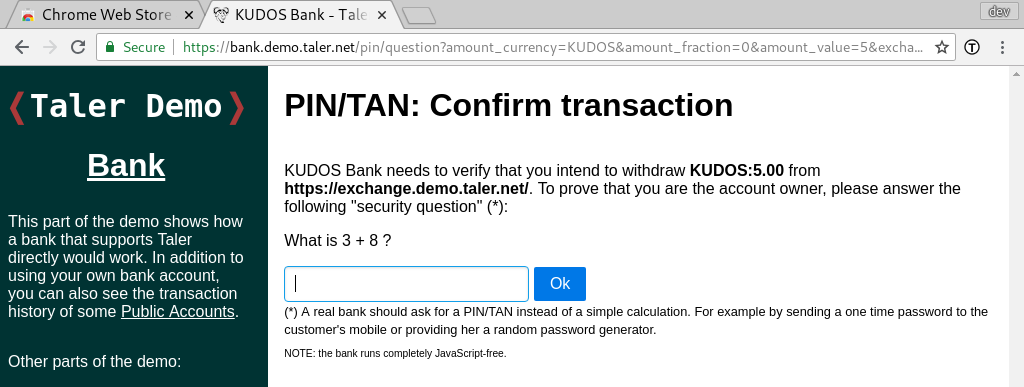 Chrome Web Store
KUDOS Bank - Tale
dev
Secure
https://bank.demo.taler.net/pin/question?amount_currency=KUDOS&amount_fraction=0&amount_value=5&excha...
❬Taler Demo❭
Bank
This part of the demo shows how
a bank that supports Taler
directly would work. In addition to
using your own bank account,
you can also see the transaction
history of some Public Accounts.
Other parts of the demo:
PIN/TAN: Confirm transaction
KUDOS Bank needs to verify that you intend to withdraw KUDOS:5.00 from
https://exchange.demo.taler.net/. To prove that you are the account owner, please answer the
following "security question" (*):
What is 3 + 8 ?
Ok
(*) A real bank should ask for a PIN/TAN instead of a simple calculation. For example by sending a one time password to the
customer's mobile or providing her a random password generator.
NOTE: the bank runs completely JavaScript-free.